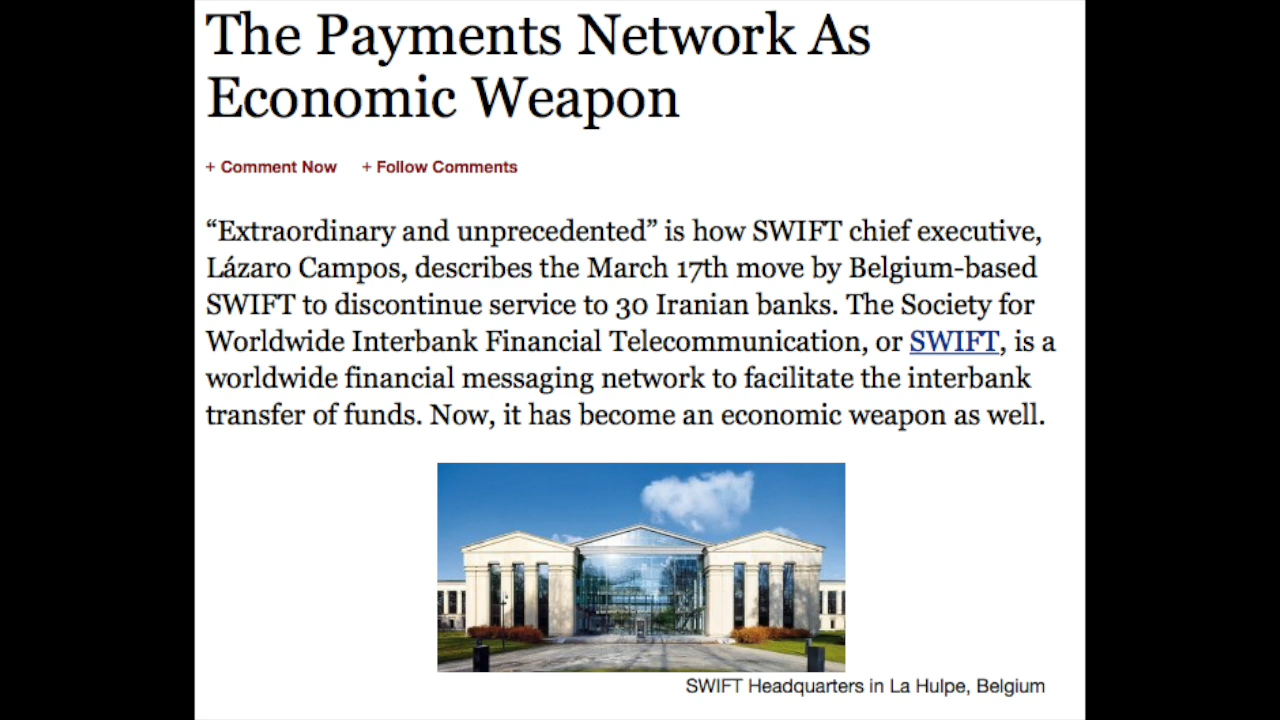 The Payments Network As
Economic Weapon
+ Comment Now + Follow Comments
“Extraordinary and unprecedented” is how SWIFT chief executive,
Lázaro Campos, describes the March 17th move by Belgium-based
SWIFT to discontinue service to 30 Iranian banks. The Society for
Worldwide Interbank Financial Telecommunication, or SWIFT, is a
worldwide financial messaging network to facilitate the interbank
transfer of funds. Now, it has become an economic weapon as well.
SWIFT Headquarters in La Hulpe, Belgium